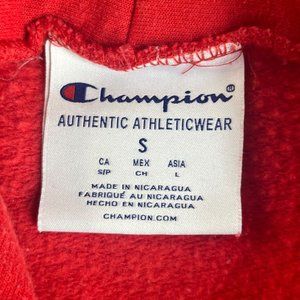 Champion®
AUTHENTIC ATHLETICWEAR
S
CA MEX ASIA
S/P CH L
MADE IN NICARAGUA
FABRIQUÉ AU NICARAGUA
HECHO EN NICARAGUA
CHAMPION.COM